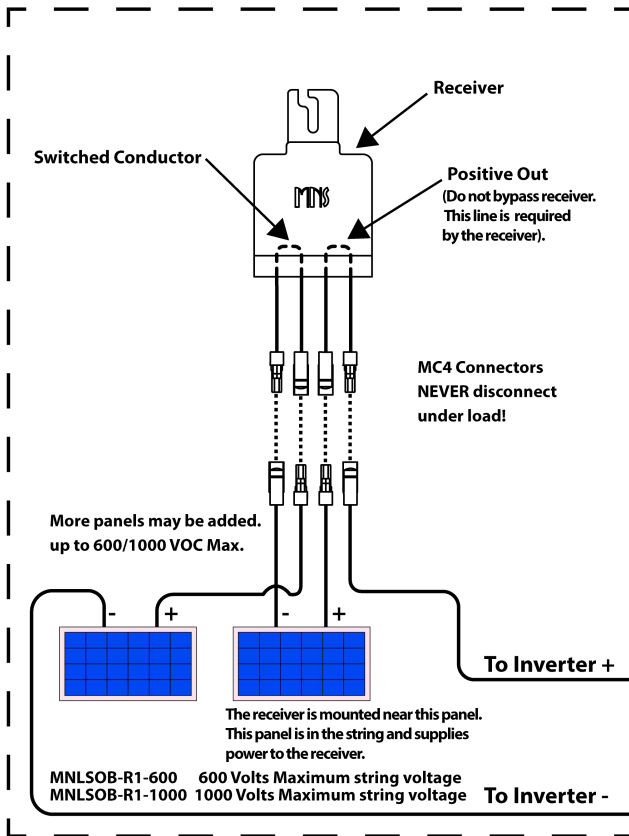 Receiver
Switched Conductor
Positive Out
(Do not bypass receiver.
This line is required
by the receiver).
MNS
MC4 Connectors
NEVER disconnect
under load!
More panels may be added.
up to 600/1000 VOC Max.
- +
- +
To Inverter +
The receiver is mounted near this panel.
This panel is in the string and supplies
power to the receiver.
MNLSOB-R1-600 600 Volts Maximum string voltage
MNLSOB-R1-1000 1000 Volts Maximum string voltage
To Inverter -